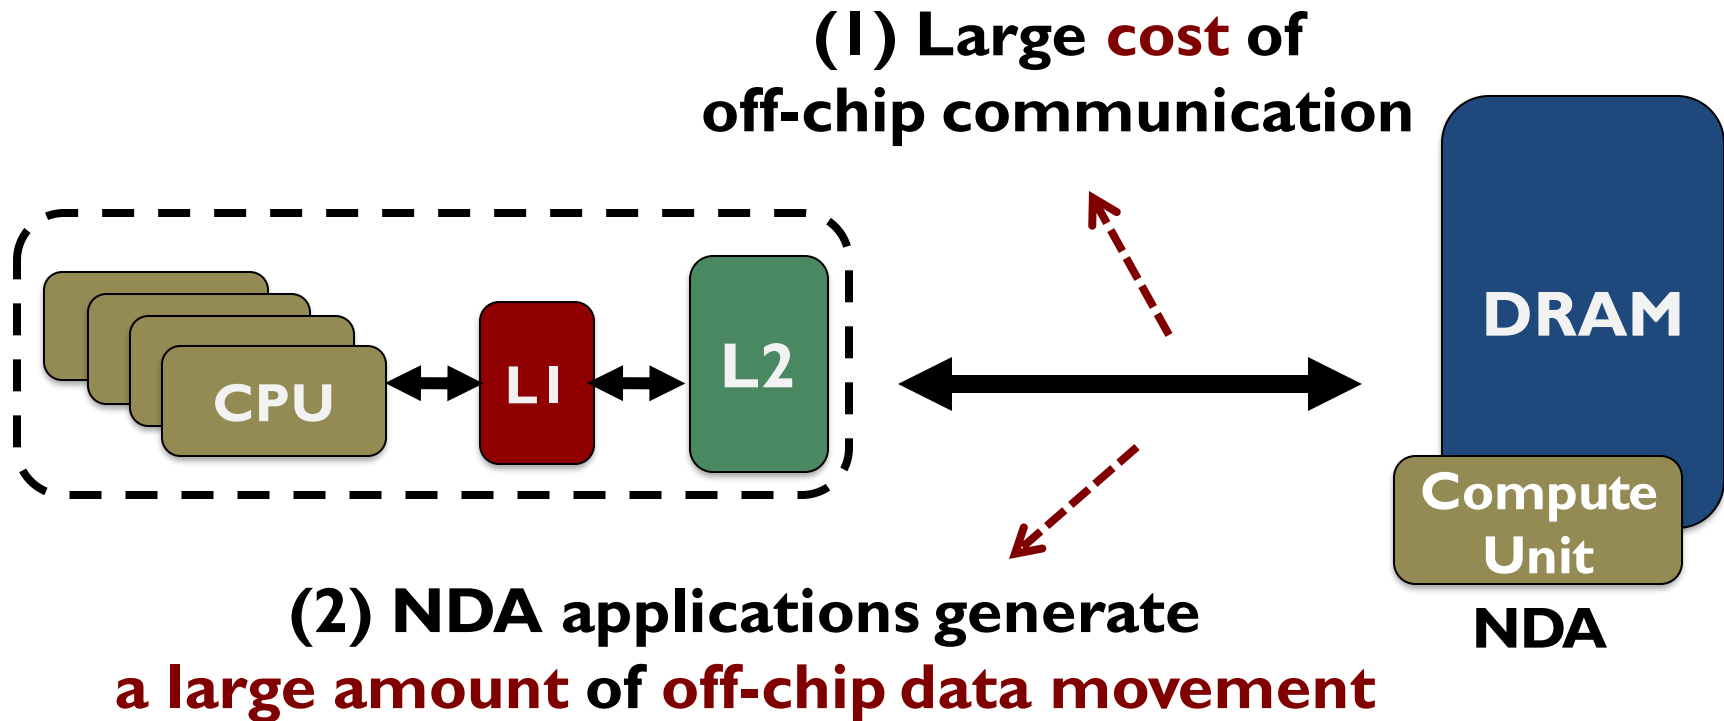 (1) Large cost of
off-chip communication
DRAM
CPU
L1
L2
Compute
Unit
NDA
(2) NDA applications generate
a large amount of off-chip data movement